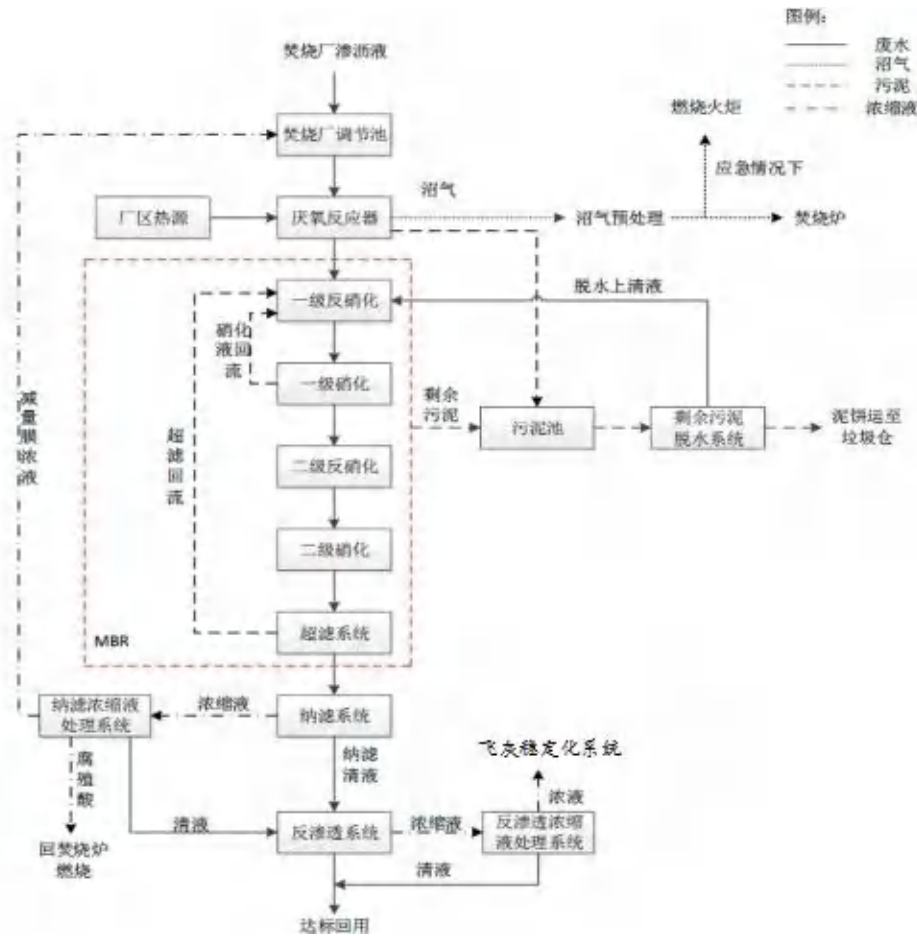 图例：
废水
沼气
污泥
浓缩液
焚烧厂渗沥液
燃烧火炬
焚烧厂调节池
应急情况下
沼气
厂区热源
厌氧反应器
沼气预处理
焚烧炉
脱水上清液
一级反硝化
硝化
液回
流
一级硝化
减
量
膜
浓
液
超
滤
回
流
剩余
污泥
污泥池
剩余污泥
脱水系统
泥饼运至
垃圾仓
二级反硝化
二级硝化
MBR
超滤系统
纳滤浓缩液
处理系统
浓缩液
纳滤系统
飞灰稳定化系统
腐
殖
酸
纳滤
清液
浓液
清液
反渗透系统
浓缩液
反渗透浓缩
液处理系统
回焚烧炉
燃烧
清液
达标回用